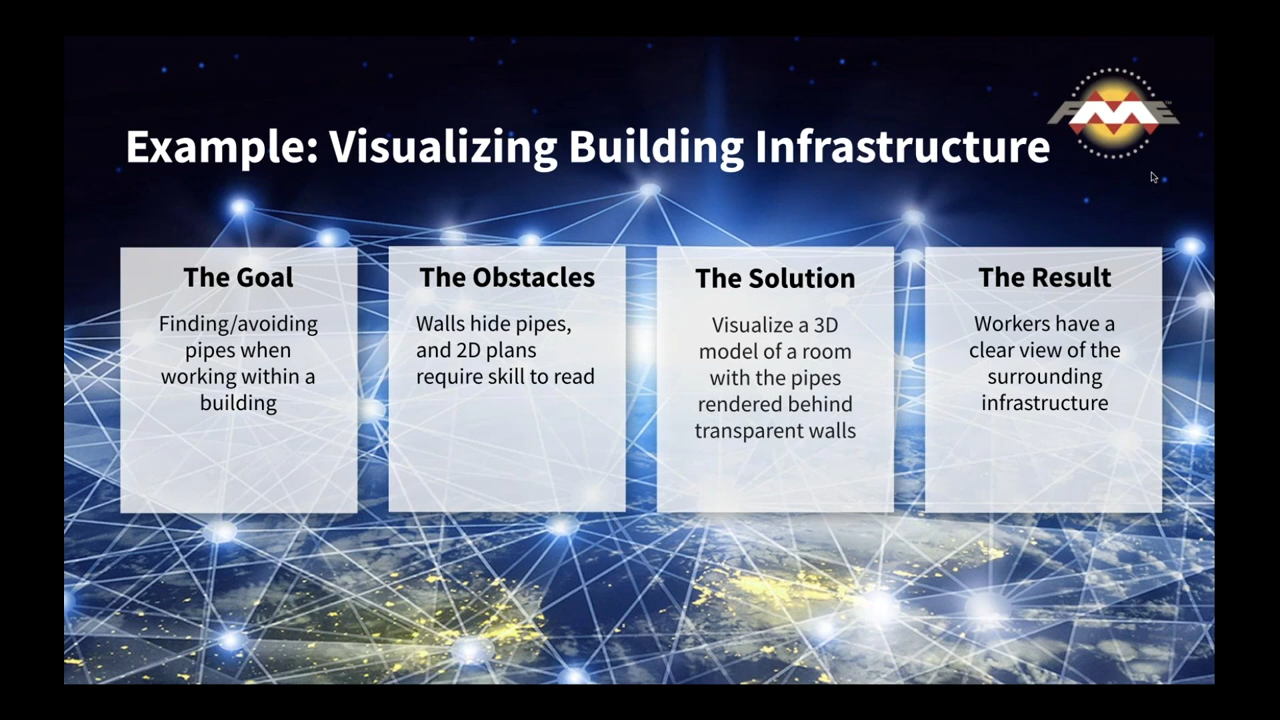 FME
Example: Visualizing Building Infrastructure
The Goal
Finding/avoiding
pipes when
working within a
building
The Obstacles
Walls hide pipes,
and 2D plans
require skill to read
The Solution
Visualize a 3D
model of a room
with the pipes
rendered behind
transparent walls
The Result
Workers have a
clear view of the
surrounding
infrastructure